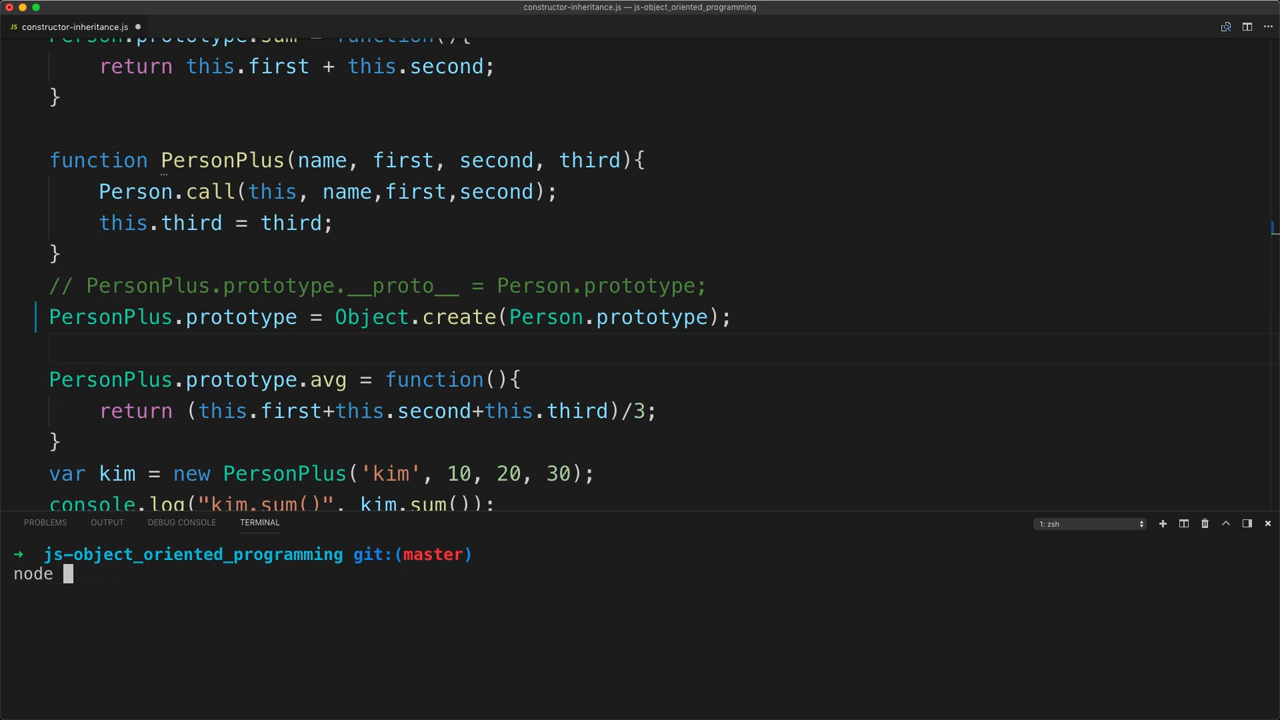 constructor-inheritance.js — js-object_oriented_programming
JS constructor-inheritance.js
Person.prototype.sum = function(){
return this.first + this.second;
}
function PersonPlus(name, first, second, third){
Person.call(this, name,first,second);
this.third = third;
}
// PersonPlus.prototype.__proto__ = Person.prototype;
PersonPlus.prototype = Object.create(Person.prototype);
PersonPlus.prototype.avg = function(){
return (this.first+this.second+this.third)/3;
}
var kim = new PersonPlus('kim', 10, 20, 30);
console.log("kim.sum()", kim.sum());
PROBLEMS OUTPUT DEBUG CONSOLE TERMINAL 1: zsh
➜ js-object_oriented_programming git:(master)
node